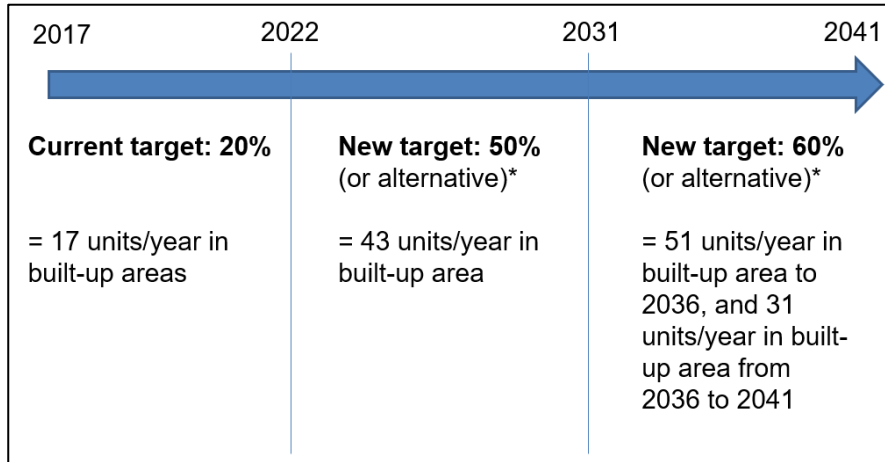 2017 2022 2031 2041
Current target: 20%
= 17 units/year in
built-up areas
New target: 50%
(or alternative)*
= 43 units/year in
built-up area
New target: 60%
(or alternative)*
= 51 units/year in
built-up area to
2036, and 31
units/year in built-
up area from
2036 to 2041